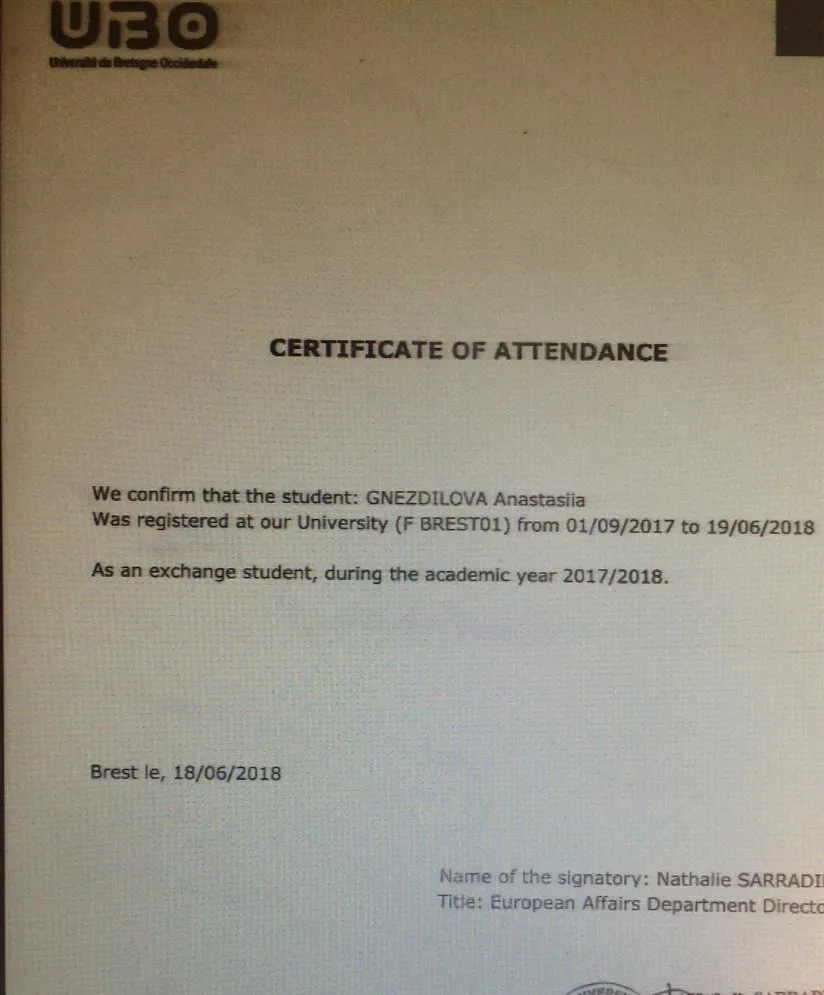 UBO
Université de Bretagne Occidentale
CERTIFICATE OF ATTENDANCE
We confirm that the student: GNEZDILOVA Anastasiia
Was registered at our University (F BREST01) from 01/09/2017 to 19/06/2018
As an exchange student, during the academic year 2017/2018.
Brest le, 18/06/2018
Name of the signatory: Nathalie
Title: European Affairs Department